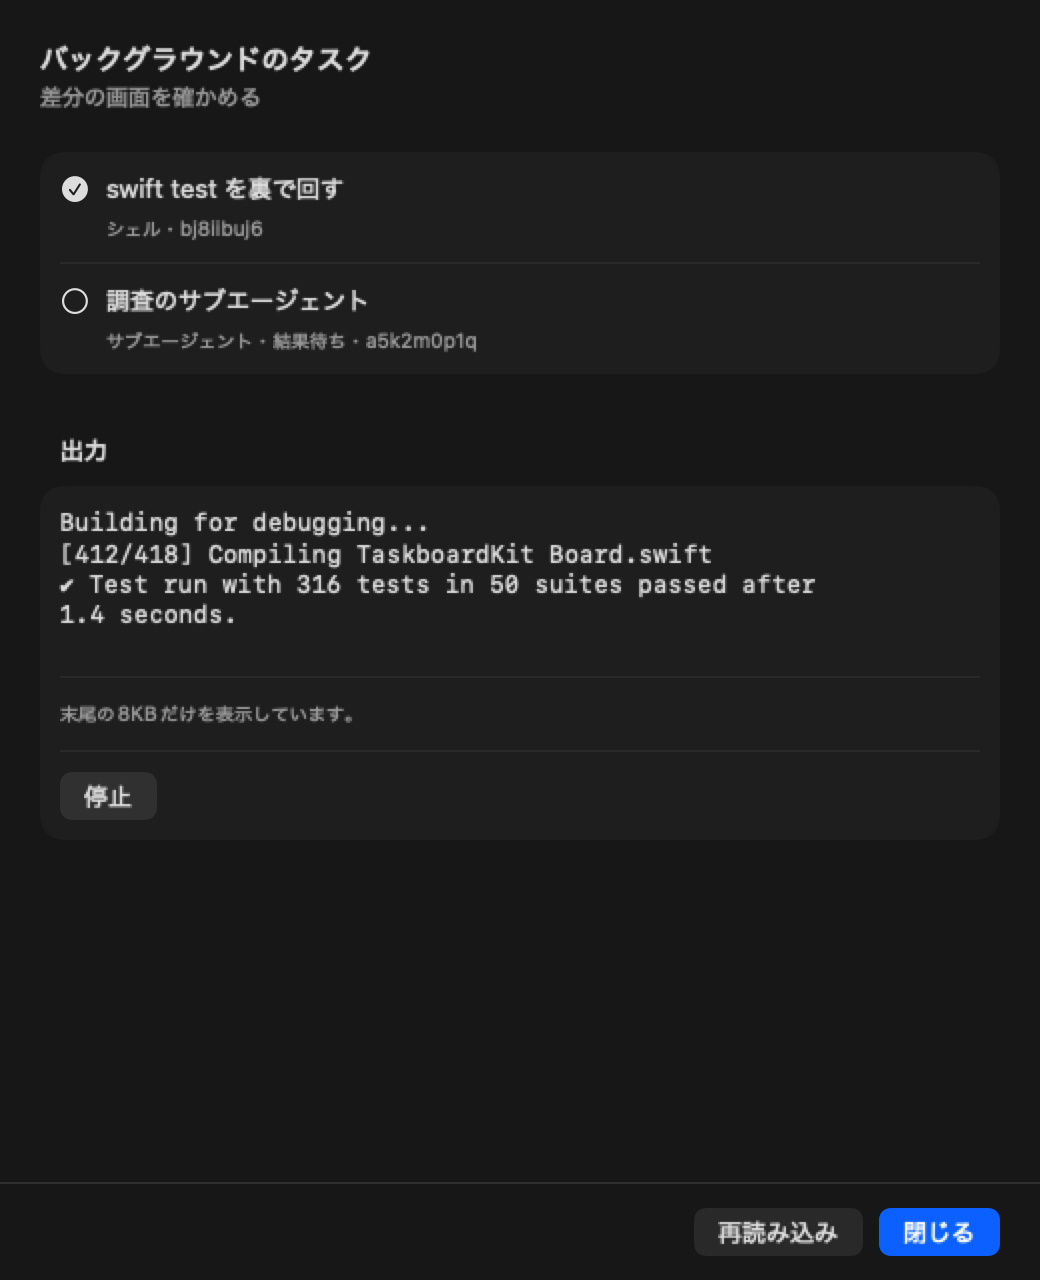 バックグラウンドのタスク
差分の画面を確かめる
swift test を裏で回す
シェル・bj8iibuj6
調査のサブエージェント
サブエージェント・結果待ち・a5k2m0p1q
出力
Building for debugging...
[412/418] Compiling TaskboardKit Board.swift
✔ Test run with 316 tests in 50 suites passed after
1.4 seconds.
末尾の8KBだけを表示しています。
停止
再読み込み
閉じる